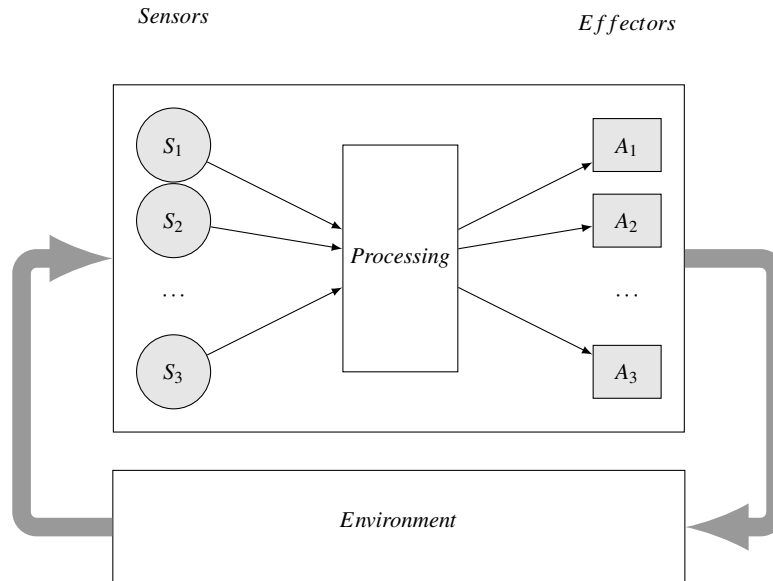 Sensors
Effectors
S1
A1
S2
A2
Processing
...
...
S3
A3
Environment